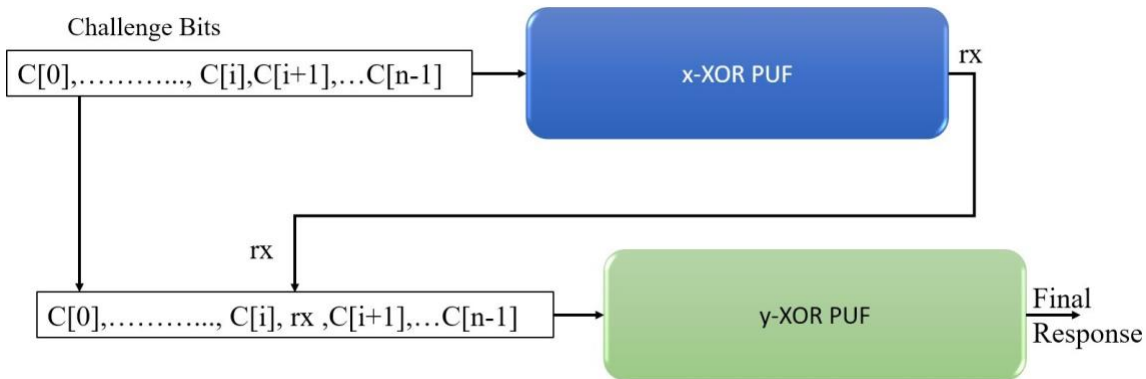 Challenge Bits
C[0],………..., C[i],C[i+1],…C[n-1]
x-XOR PUF
rx
rx
C[0],………..., C[i], rx ,C[i+1],…C[n-1]
y-XOR PUF
Final
Response